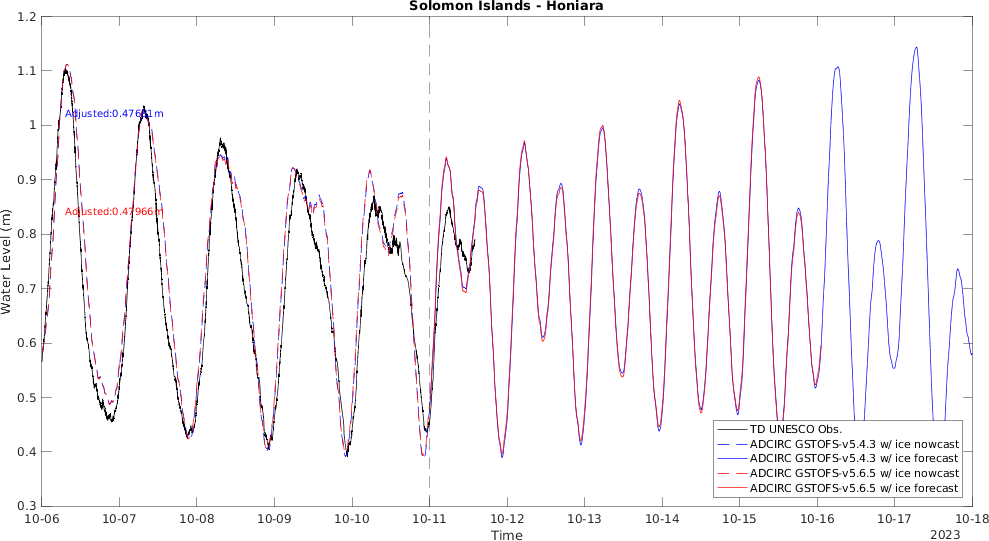 Solomon Islands - Honiara
Water Level (m)
1.2
1.1
1
0.9
0.8
0.7
0.6
0.5
0.4
0.3
Adjusted:0.47966m
TD UNESCO Obs.
ADCIRC GSTOFS-v5.4.3 w/ ice nowcast
ADCIRC GSTOFS-v5.4.3 w/ ice forecast
ADCIRC GSTOFS-v5.6.5 w/ ice nowcast
ADCIRC GSTOFS-v5.6.5 w/ ice forecast
10-06 10-07 10-08 10-09 10-10 10-11 10-12 10-13 10-14 10-15 10-16 10-17 10-18
Time
2023